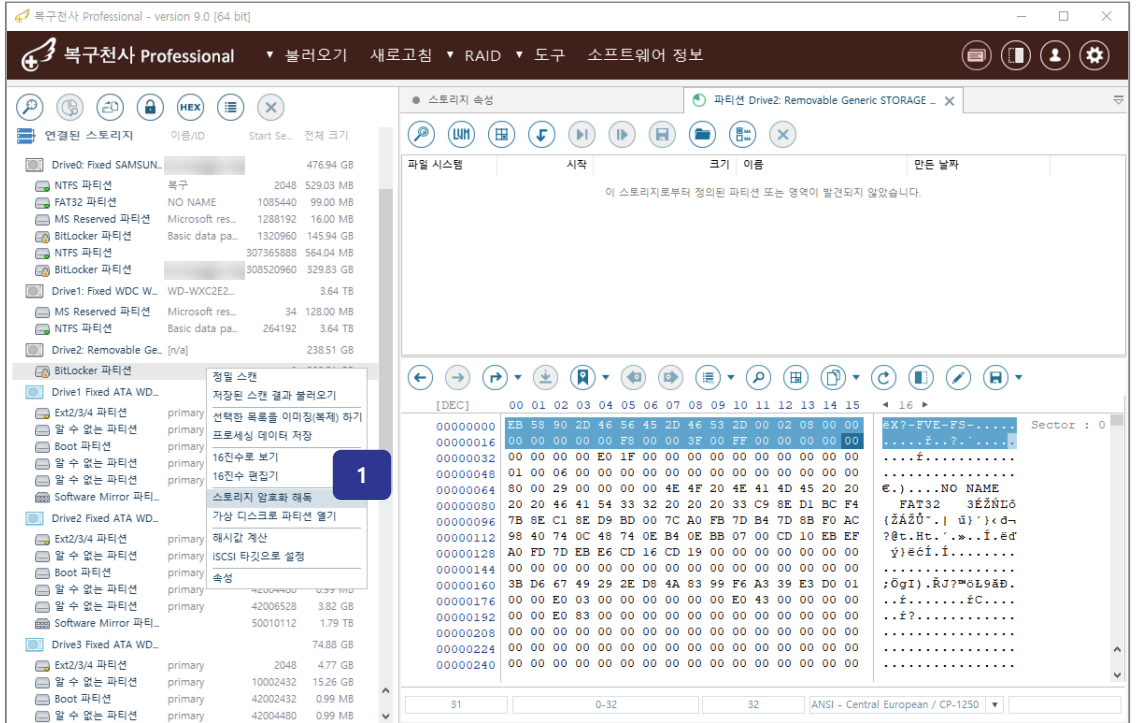 복구천사 Professional - version 9.0 [64 bit]
복구천사 Professional ▼ 불러오기 새로고침 ▼ RAID ▼ 도구 소프트웨어 정보
HEX
연결된 스토리지 이름/ID Start Se... 전체 크기
Drive0: Fixed SAMSUN... 476.94 GB
NTFS 파티션 복구 2048 529.03 MB
FAT32 파티션 NO NAME 1085440 99.00 MB
MS Reserved 파티션 Microsoft res... 1288192 16.00 MB
BitLocker 파티션 Basic data pa... 1320960 145.94 GB
NTFS 파티션 307365888 564.04 MB
BitLocker 파티션 308520960 329.83 GB
Drive1: Fixed WDC W... WD-WXC2E2... 3.64 TB
MS Reserved 파티션 Microsoft res... 34 128.00 MB
NTFS 파티션 Basic data pa... 264192 3.64 TB
Drive2: Removable Ge... [n/a] 238.51 GB
BitLocker 파티션
Drive1 Fixed ATA WD...
Ext2/3/4 파티션 primary
알 수 없는 파티션 primary
Boot 파티션 primary
알 수 없는 파티션 primary
알 수 없는 파티션 primary
Software Mirror 파티...
Drive2 Fixed ATA WD...
Ext2/3/4 파티션 primary
알 수 없는 파티션 primary
Boot 파티션 primary
알 수 없는 파티션 primary 42004480 0.99 MB
알 수 없는 파티션 primary 42006528 3.82 GB
Software Mirror 파티... 50010112 1.79 TB
Drive3 Fixed ATA WD... 74.88 GB
Ext2/3/4 파티션 primary 2048 4.77 GB
알 수 없는 파티션 primary 10002432 15.26 GB
Boot 파티션 primary 42002432 0.99 MB
알 수 없는 파티션 primary 42004480 0.99 MB
정밀 스캔
저장된 스캔 결과 불러오기
선택한 목록을 이미징(복제) 하기
프로세싱 데이터 저장
16진수로 보기
16진수 편집기
스토리지 암호화 해독
가상 디스크로 파티션 열기
해시값 계산
iSCSI 타깃으로 설정
속성
1
스토리지 속성
파티션 Drive2: Removable Generic STORAGE ...
LVM
파일 시스템 시작 크기 이름 만든 날짜
이 스토리지로부터 정의된 파티션 또는 영역이 발견되지 않았습니다.
[DEC] 00 01 02 03 04 05 06 07 08 09 10 11 12 13 14 15 ◄ 16 ►
00000000 EB 58 90 2D 46 56 45 2D 46 53 2D 00 02 08 00 00 ëX?-FVE-FS-..... Sector : 0
00000016 00 00 00 00 00 F8 00 00 3F 00 FF 00 00 00 00 00 .....ř..?.˙.....
00000032 00 00 00 00 E0 1F 00 00 00 00 00 00 00 00 00 00 ....ŕ...........
00000048 01 00 06 00 00 00 00 00 00 00 00 00 00 00 00 00 ................
00000064 80 00 29 00 00 00 00 4E 4F 20 4E 41 4D 45 20 20 €.)....NO NAME
00000080 20 20 46 41 54 33 32 20 20 20 33 C9 8E D1 BC F4 FAT32 3ÉŽŃĽô
00000096 7B 8E C1 8E D9 BD 00 7C A0 FB 7D B4 7D 8B F0 AC {ŽÁŽŮ˝.| ű}´}‹đ¬
00000112 98 40 74 0C 48 74 0E B4 0E BB 07 00 CD 10 EB EF ?@t.Ht.´.»..Í.ëď
00000128 A0 FD 7D EB E6 CD 16 CD 19 00 00 00 00 00 00 00 ý}ëćÍ.Í.......
00000144 00 00 00 00 00 00 00 00 00 00 00 00 00 00 00 00 ................
00000160 3B D6 67 49 29 2E D8 4A 83 99 F6 A3 39 E3 D0 01 ;ÖgI).ŘJ?™öŁ9ăĐ.
00000176 00 00 E0 03 00 00 00 00 00 00 E0 43 00 00 00 00 ..ŕ.......ŕC....
00000192 00 00 E0 83 00 00 00 00 00 00 00 00 00 00 00 00 ..ŕ?............
00000208 00 00 00 00 00 00 00 00 00 00 00 00 00 00 00 00 ................
00000224 00 00 00 00 00 00 00 00 00 00 00 00 00 00 00 00 ................
00000240 00 00 00 00 00 00 00 00 00 00 00 00 00 00 00 00 ................
31 0-32 32 ANSI - Central European / CP-1250